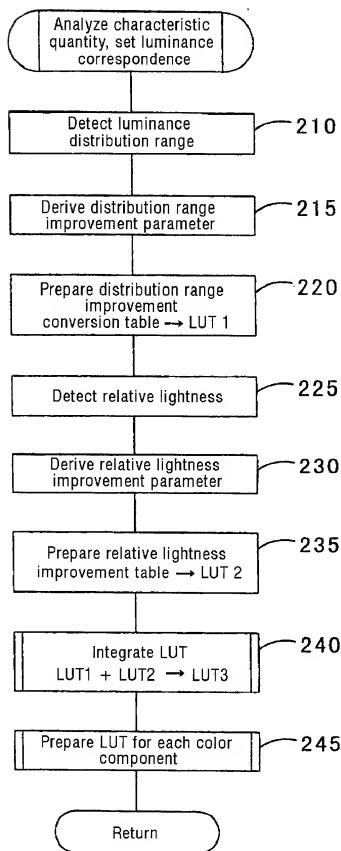 Analyze characteristic
quantity, set luminance
correspondence
Detect luminance
distribution range
210
Derive distribution range
improvement parameter
215
Prepare distribution range
improvement
conversion table → LUT 1
220
Detect relative lightness
225
Derive relative lightness
improvement parameter
230
Prepare relative lightness
improvement table → LUT 2
235
Integrate LUT
LUT1 + LUT2 → LUT3
240
Prepare LUT for each color
component
245
Return